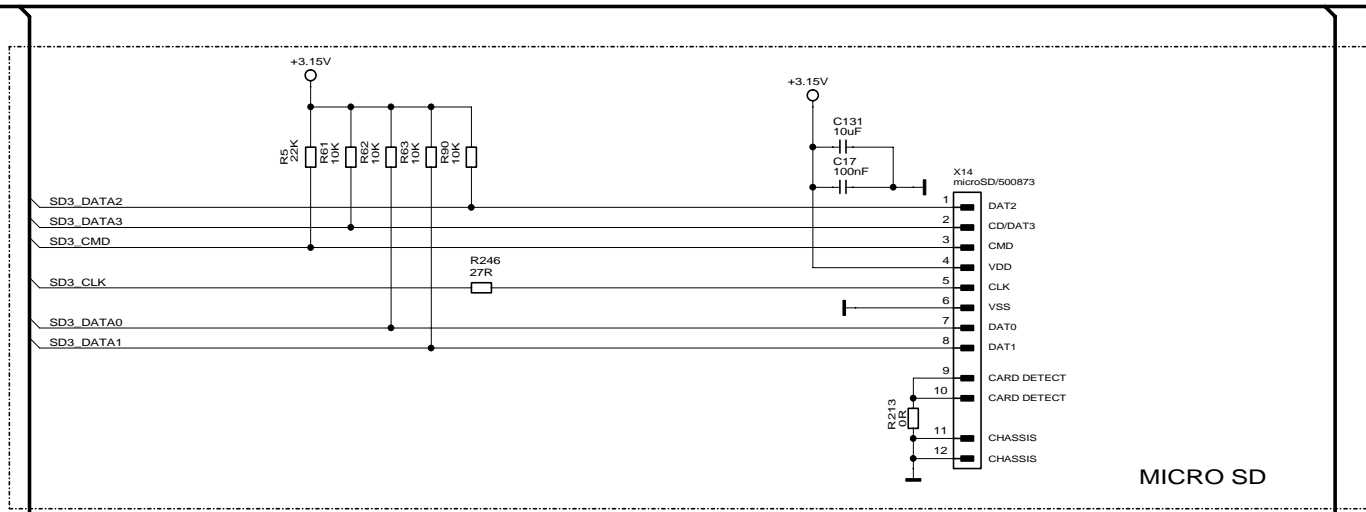 +3.15V
+3.15V
C131
10uF
R5
22K
R61
10K
R62
10K
R63
10K
R90
10K
C17
100nF
X14
microSD/500873
SD3_DATA2
1
DAT2
SD3_DATA3
2
CD/DAT3
SD3_CMD
3
CMD
R246
27R
4
VDD
SD3_CLK
5
CLK
6
VSS
SD3_DATA0
7
DAT0
SD3_DATA1
8
DAT1
9
CARD DETECT
10
CARD DETECT
R213
0R
11
CHASSIS
12
CHASSIS
MICRO SD